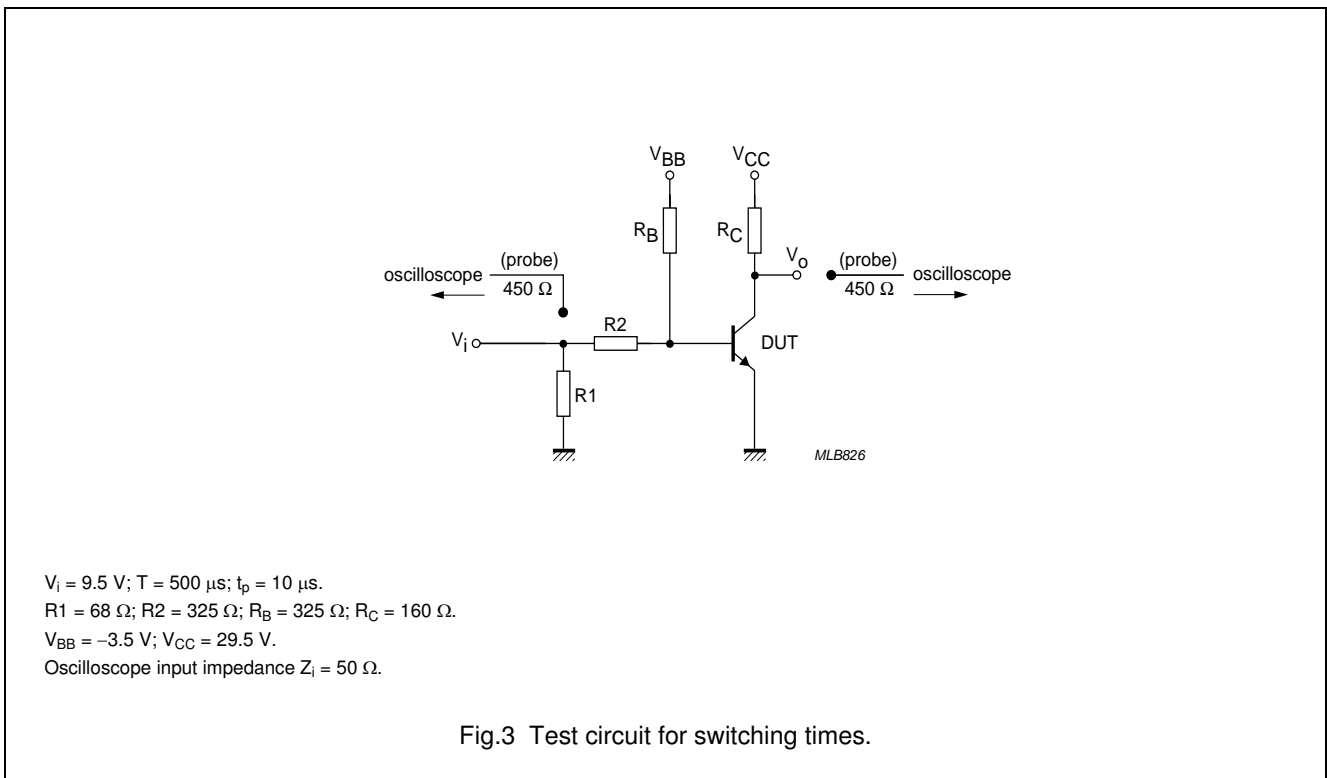 VBB
VCC
RB
RC
Vo
(probe)
450 Ω
oscilloscope
(probe)
450 Ω
oscilloscope
R2
Vi
DUT
R1
MLB826
Vi = 9.5 V; T = 500 μs; tp = 10 μs.
R1 = 68 Ω; R2 = 325 Ω; RB = 325 Ω; RC = 160 Ω.
VBB = −3.5 V; VCC = 29.5 V.
Oscilloscope input impedance Zi = 50 Ω.
Fig.3 Test circuit for switching times.